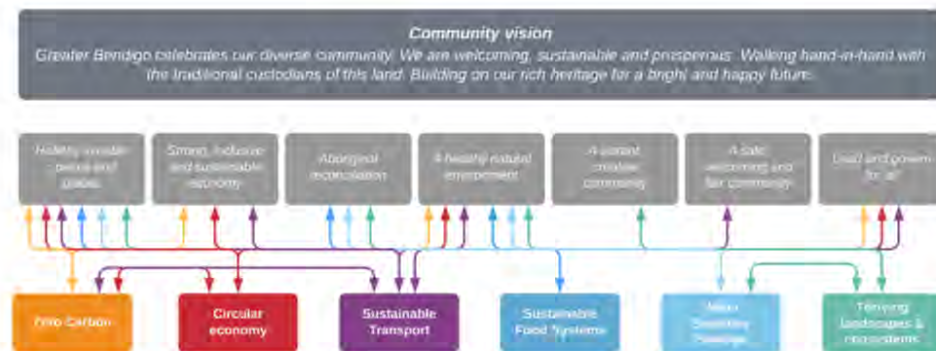 Community vision
Greater Bendigo celebrates our diverse community. We are welcoming, sustainable and prosperous. Walking hand-in-hand with
the traditional custodians of this land. Building on our rich heritage for a bright and happy future.
Healthy, liveable
spaces and
places
Strong, inclusive
and sustainable
economy
Aboriginal
reconciliation
A healthy natural
environment
A vibrant
creative
community
A safe
welcoming and
fair community
Lead and govern
for all
Zero Carbon
Circular
economy
Sustainable
Transport
Sustainable
Food Systems
Water
Sensitive
Thriving
landscapes &
ecosystems